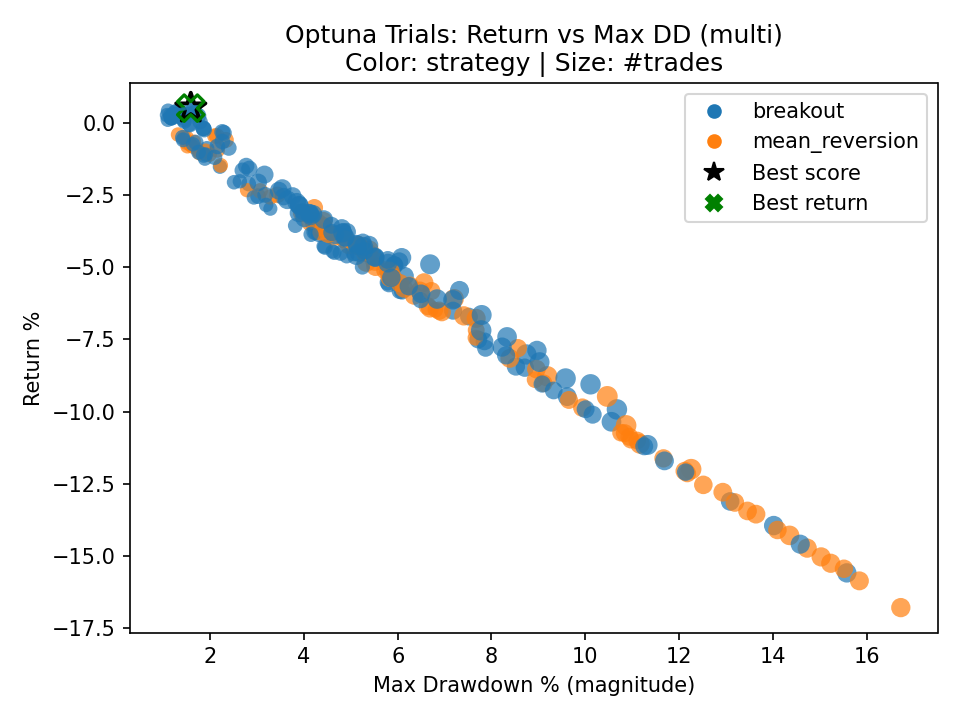 Optuna Trials: Return vs Max DD (multi)
Color: strategy | Size: #trades
breakout
mean_reversion
Best score
Best return
0.0
−2.5
−5.0
−7.5
−10.0
−12.5
−15.0
−17.5
Return %
2 4 6 8 10 12 14 16
Max Drawdown % (magnitude)